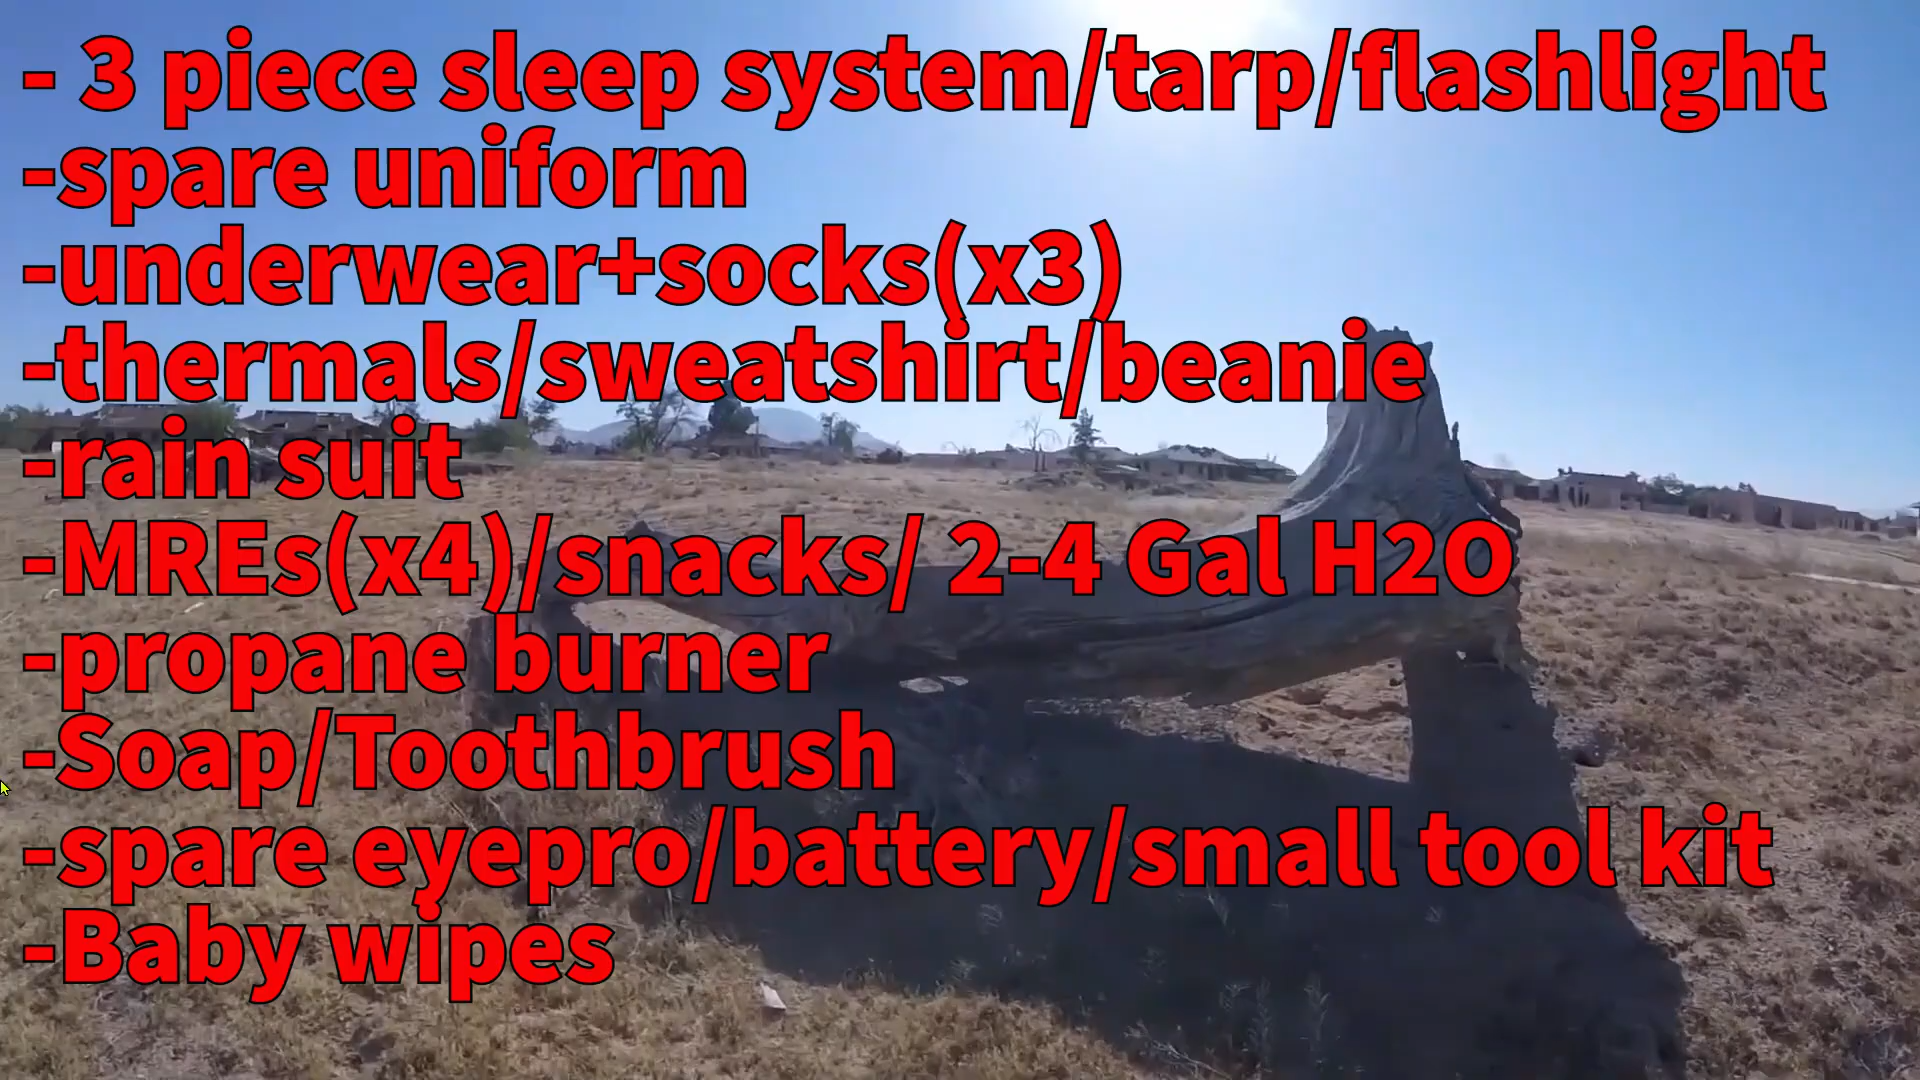 - 3 piece sleep system/tarp/flashlight
-spare uniform
-underwear+socks(x3)
-thermals/sweatshirt/beanie
-rain suit
-MREs(x4)/snacks/ 2-4 Gal H2O
-propane burner
-Soap/Toothbrush
-spare eyepro/battery/small tool kit
-Baby wipes